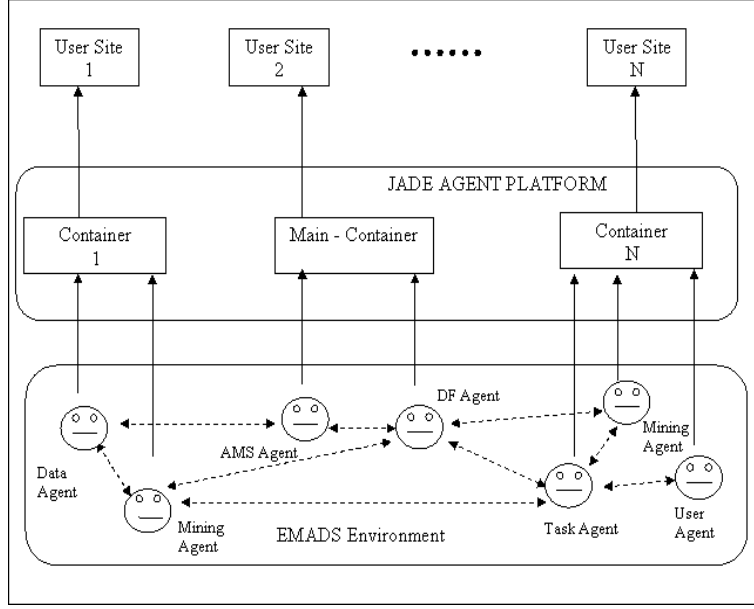 User Site
1
User Site
2
......
User Site
N
JADE AGENT PLATFORM
Container
1
Main - Container
Container
N
DF Agent
AMS Agent
Mining
Agent
Data
Agent
Mining
Agent
EMADS Environment
Task Agent
User
Agent